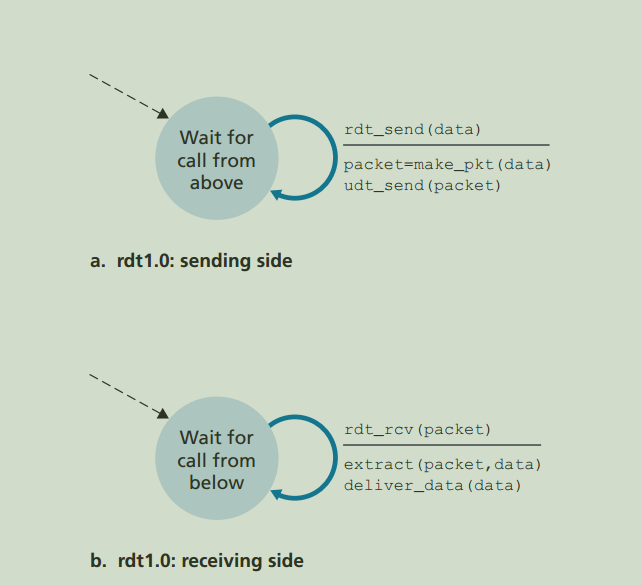 Wait for
call from
above
rdt_send(data)
packet=make_pkt(data)
udt_send(packet)
a. rdt1.0: sending side
Wait for
call from
below
rdt_rcv(packet)
extract(packet,data)
deliver_data(data)
b. rdt1.0: receiving side